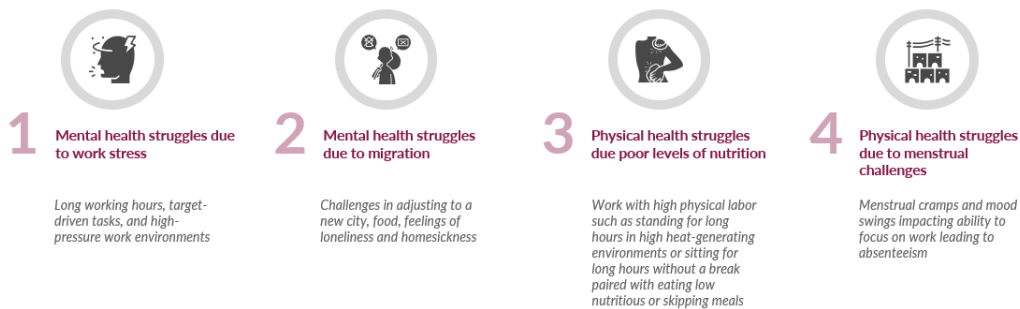 1
Mental health struggles due
to work stress
Long working hours, target-
driven tasks, and high-
pressure work environments
2
Mental health struggles
due to migration
Challenges in adjusting to a
new city, food, feelings of
loneliness and homesickness
3
Physical health struggles
due poor levels of nutrition
Work with high physical labor
such as standing for long
hours in high heat-generating
environments or sitting for
long hours without a break
paired with eating low
nutritious or skipping meals
4
Physical health struggles
due to menstrual
challenges
Menstrual cramps and mood
swings impacting ability to
focus on work leading to
absenteeism